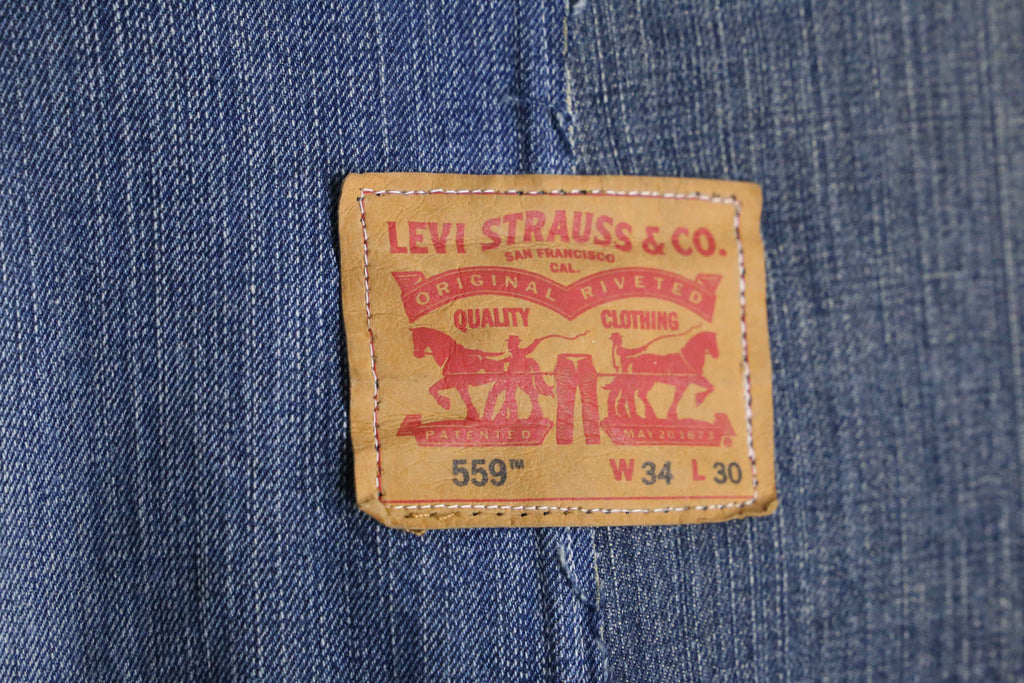 LEVI STRAUSS & CO.
SAN FRANCISCO
CAL.
ORIGINAL RIVETED
QUALITY CLOTHING
PATENTED MAY 20 1873 ®
559™ W 34 L 30